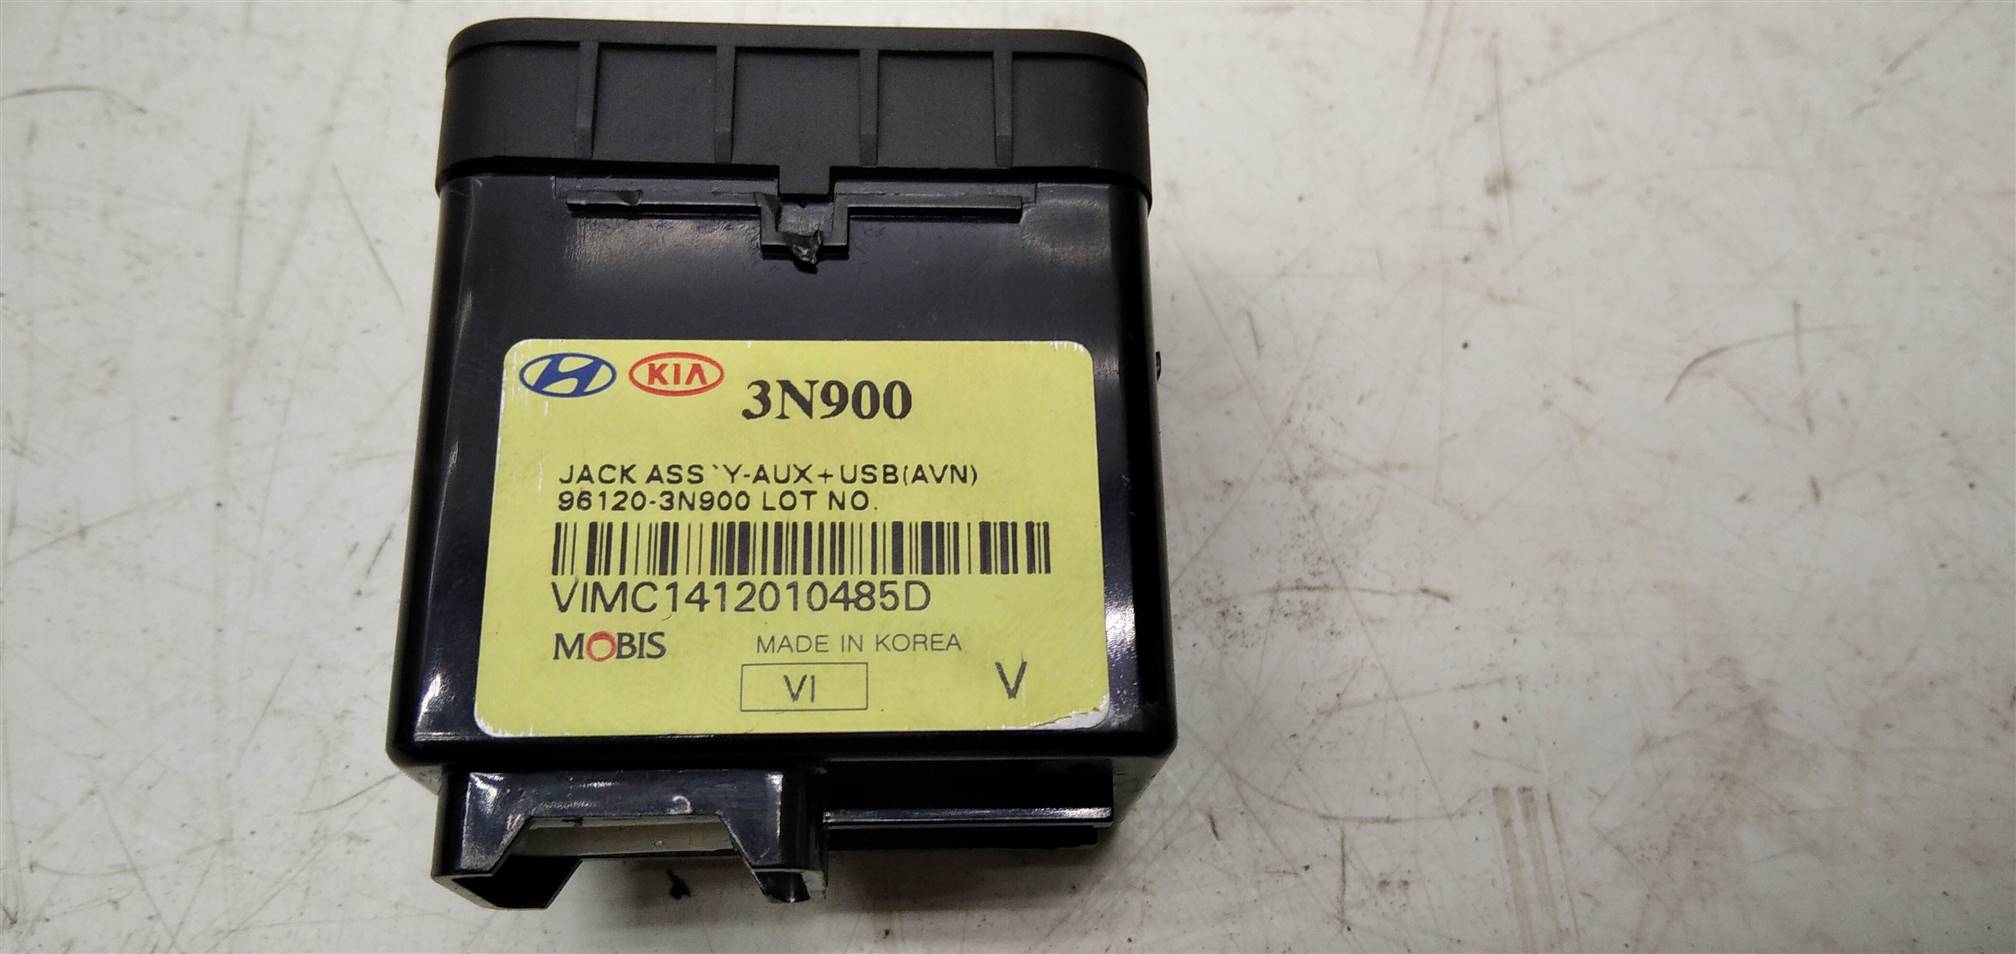 KIA 3N900
JACK ASS`Y-AUX+USB(AVN)
96120-3N900 LOT NO.
VIMC1412010485D
MOBIS MADE IN KOREA
VI V